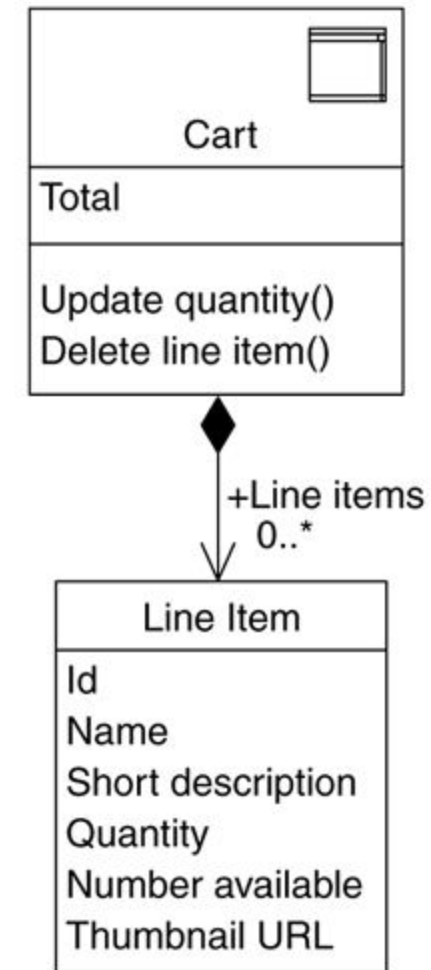 Cart
Total
Update quantity()
Delete line item()
+Line items
0..*
Line Item
Id
Name
Short description
Quantity
Number available
Thumbnail URL